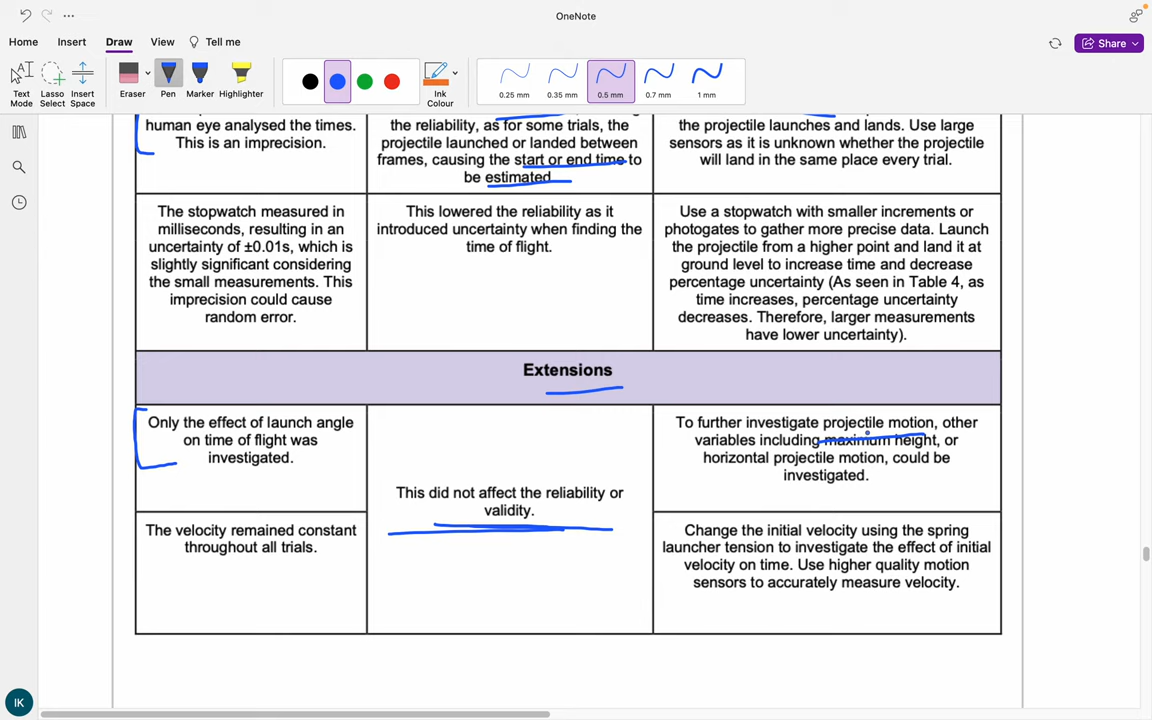 OneNote
Home Insert Draw View Tell me
Share
Text Mode
Lasso Select
Insert Space
Eraser
Pen
Marker
Highlighter
Ink Colour
0.25 mm
0.35 mm
0.5 mm
0.7 mm
1 mm
human eye analysed the times.
This is an imprecision.
the reliability, as for some trials, the
projectile launched or landed between
frames, causing the start or end time to
be estimated
the projectile launches and lands. Use large
sensors as it is unknown whether the projectile
will land in the same place every trial.
The stopwatch measured in
milliseconds, resulting in an
uncertainty of ±0.01s, which is
slightly significant considering
the small measurements. This
imprecision could cause
random error.
This lowered the reliability as it
introduced uncertainty when finding the
time of flight.
Use a stopwatch with smaller increments or
photogates to gather more precise data. Launch
the projectile from a higher point and land it at
ground level to increase time and decrease
percentage uncertainty (As seen in Table 4, as
time increases, percentage uncertainty
decreases. Therefore, larger measurements
have lower uncertainty).
Extensions
Only the effect of launch angle
on time of flight was
investigated.
This did not affect the reliability or
validity.
To further investigate projectile motion, other
variables including maximum height, or
horizontal projectile motion, could be
investigated.
The velocity remained constant
throughout all trials.
Change the initial velocity using the spring
launcher tension to investigate the effect of initial
velocity on time. Use higher quality motion
sensors to accurately measure velocity.
IK